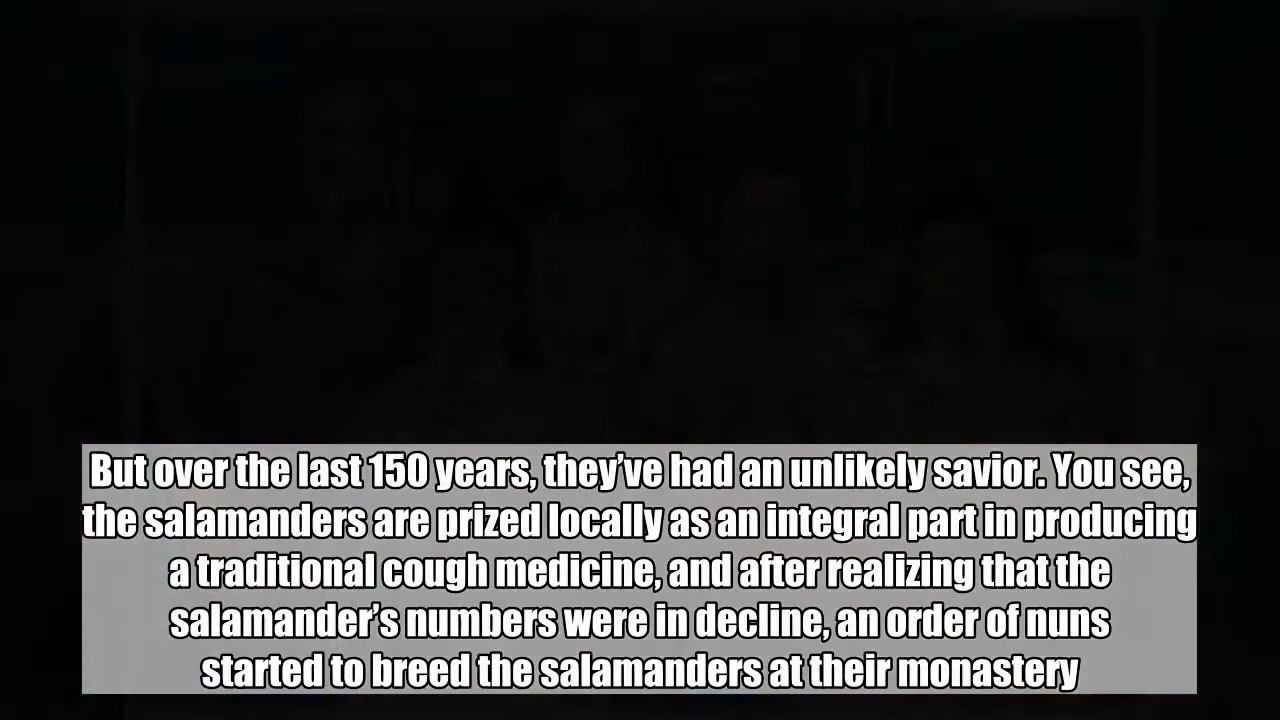 But over the last 150 years, they’ve had an unlikely savior. You see,
the salamanders are prized locally as an integral part in producing
a traditional cough medicine, and after realizing that the
salamander’s numbers were in decline, an order of nuns
started to breed the salamanders at their monastery